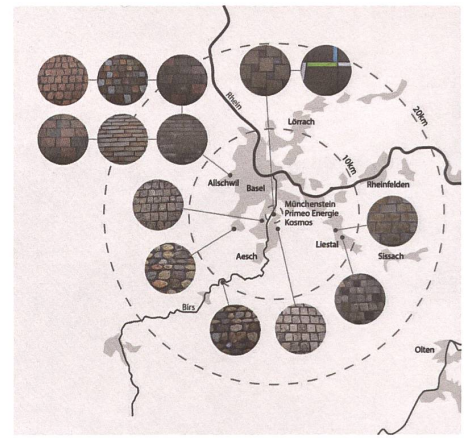 Rhein
20km
Lörrach
10km
Allschwil
Basel
Rheinfelden
Münchenstein
Primeo Energie
Kosmos
Liestal
Sissach
Aesch
Birs
Olten